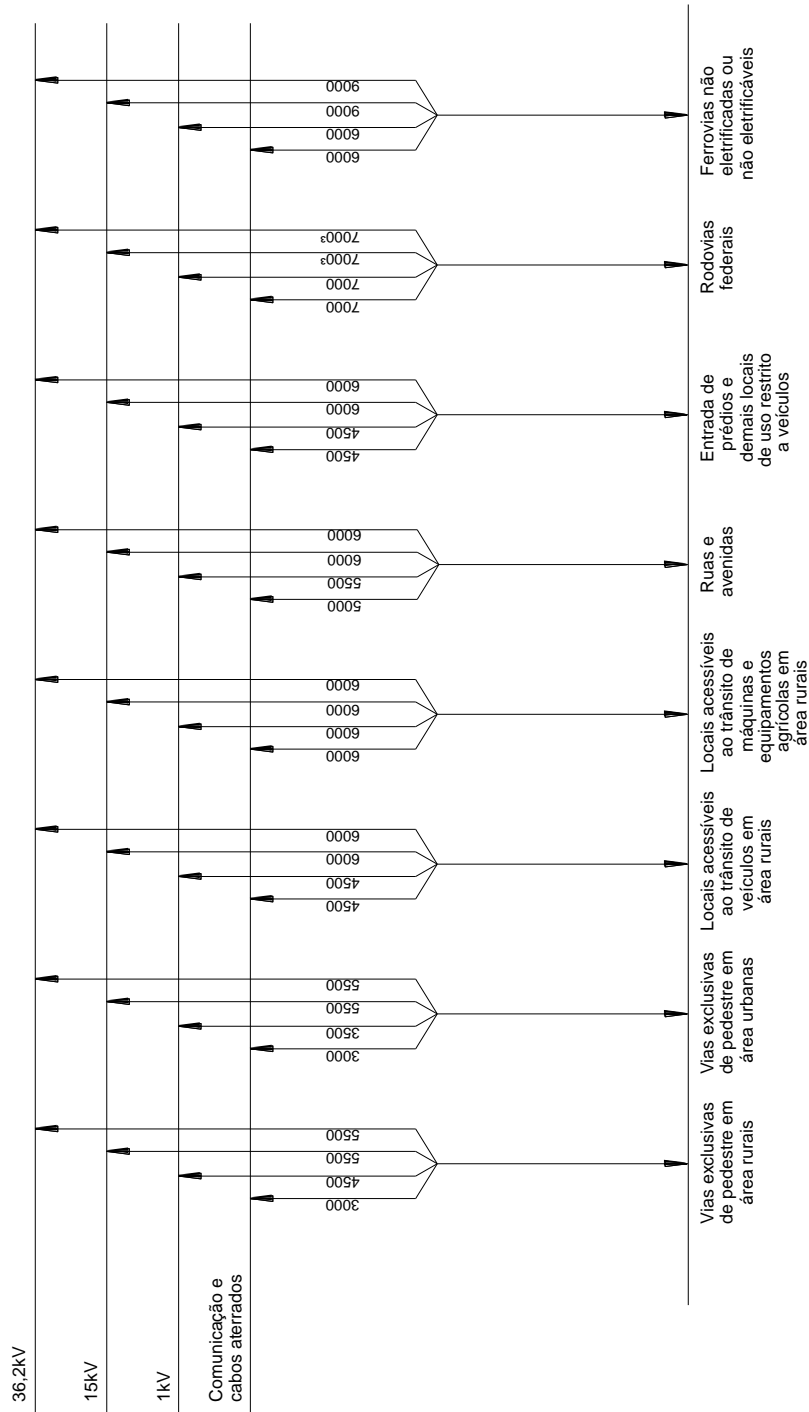 36,2kV
15kV
1kV
Comunicação e
cabos aterrados
3000
4500
5500
5500
Vias exclusivas
de pedestre em
área rurais
3000
3500
5500
5500
Vias exclusivas
de pedestre em
área urbanas
4500
4500
6000
6000
Locais acessíveis
ao trânsito de
veículos em
área rurais
6000
6000
6000
6000
Locais acessíveis
ao trânsito de
máquinas e
equipamentos
agrícolas em
área rurais
5000
5500
6000
6000
Ruas e
avenidas
4500
4500
6000
6000
Entrada de
prédios e
demais locais
de uso restrito
a veículos
7000
7000
7000³
7000³
Rodovias
federais
6000
6000
9000
9000
Ferrovias não
eletrificadas ou
não eletrificáveis